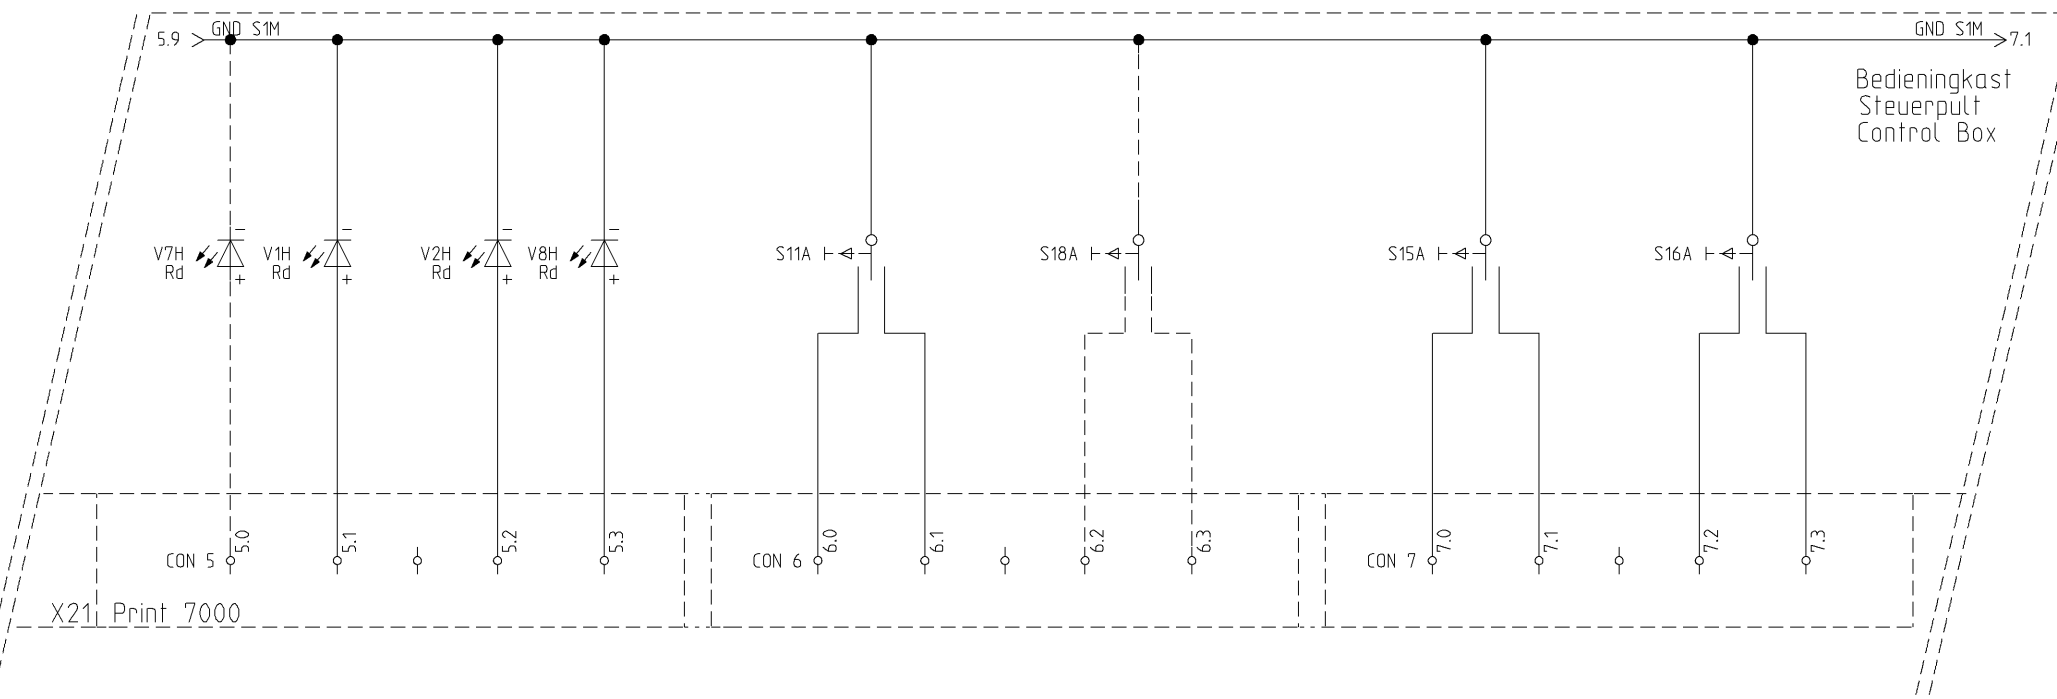 5.9
GND S1M
GND S1M
7.1
Bedieningkast
Steuerpult
Control Box
V7H
Rd
-
+
V1H
Rd
-
+
V2H
Rd
-
+
V8H
Rd
-
+
S11A
S18A
S15A
S16A
CON 5
5.0
5.1
5.2
5.3
CON 6
6.0
6.1
6.2
6.3
CON 7
7.0
7.1
7.2
7.3
X21 Print 7000